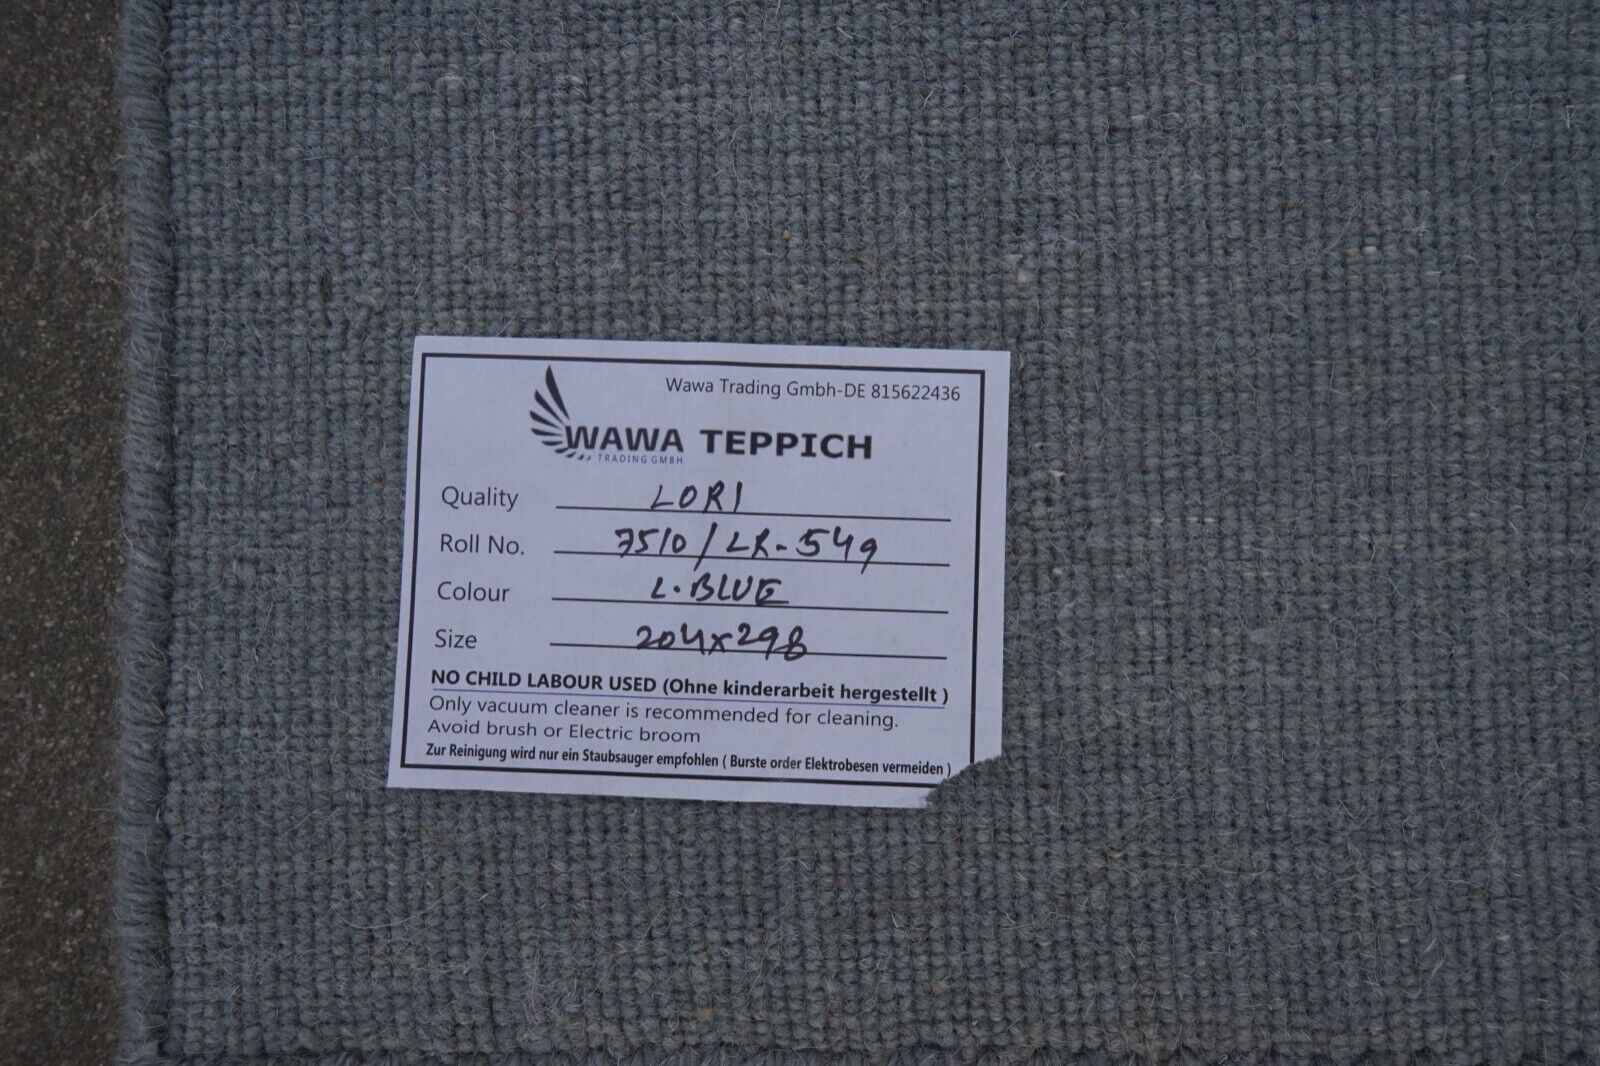 Wawa Trading Gmbh-DE 815622436
WAWA TEPPICH
TRADING GMBH
Quality LORI
Roll No. 7510/LR-549
Colour L.BLUE
Size 204x298
NO CHILD LABOUR USED (Ohne kinderarbeit hergestellt )
Only vacuum cleaner is recommended for cleaning.
Avoid brush or Electric broom
Zur Reinigung wird nur ein Staubsauger empfohlen ( Burste order Elektrobesen vermeiden )